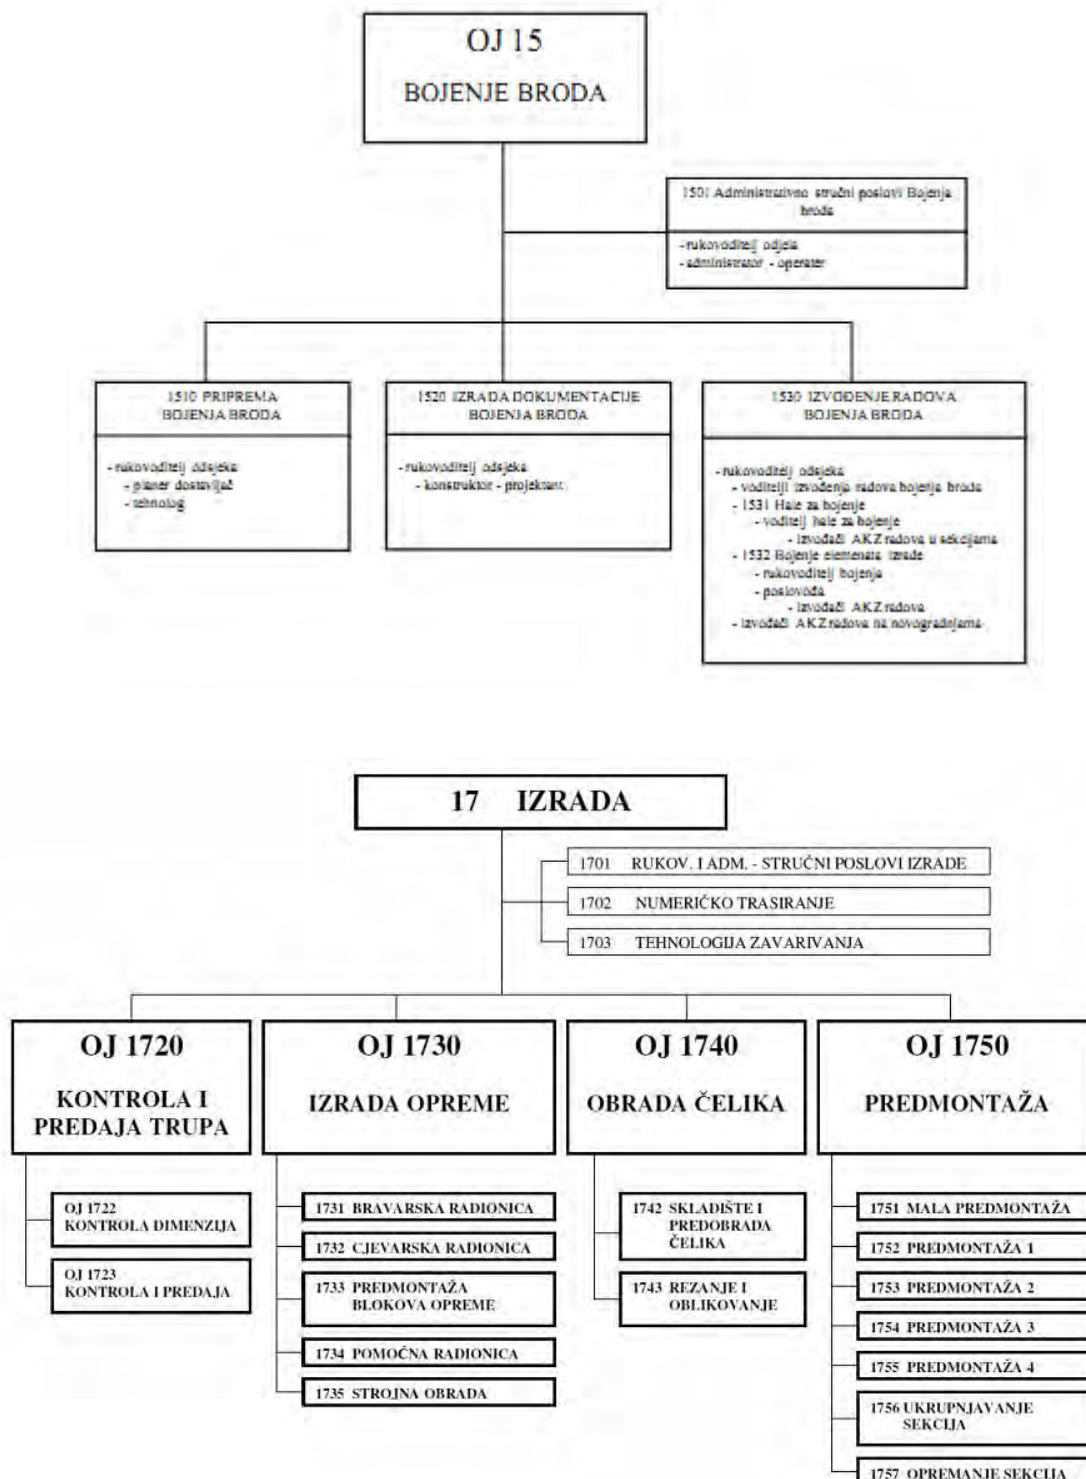 OJ 15
BOJENJE BRODA
1501 Administrativno stručni poslovi Bojenja
broda
- rukovoditelj odjela
- administrator - operater
1510 PRIPREMA
BOJENJA BRODA
- rukovoditelj odsjeka
- planer dostavljač
- tehnolog
1520 IZRADA DOKUMENTACIJE
BOJENJA BRODA
- rukovoditelj odsjeka
- konstruktor - projektant
1530 IZVOĐENJE RADOVA
BOJENJA BRODA
- rukovoditelj odsjeka
- voditelji izvođenja radova bojenja broda
- 1531 Hale za bojenje
- voditelj hale za bojenje
- izvođači AKZ radova u sekcijama
- 1532 Bojenje elemenata izrade
- rukovoditelj bojenja
- poslovođa
- izvođači AKZ radova
- izvođači AKZ radova na novogradnjama
17 IZRADA
1701 RUKOV. I ADM. - STRUČNI POSLOVI IZRADE
1702 NUMERIČKO TRASIRANJE
1703 TEHNOLOGIJA ZAVARIVANJA
OJ 1720
KONTROLA I
PREDAJA TRUPA
OJ 1722
KONTROLA DIMENZIJA
OJ 1723
KONTROLA I PREDAJA
OJ 1730
IZRADA OPREME
1731 BRAVARSKA RADIONICA
1732 CJEVARSKA RADIONICA
1733 PREDMONTAŽA
BLOKOVA OPREME
1734 POMOĆNA RADIONICA
1735 STROJNA OBRADA
OJ 1740
OBRADA ČELIKA
1742 SKLADIŠTE I
PREDOBRADA
ČELIKA
1743 REZANJE I
OBLIKOVANJE
OJ 1750
PREDMONTAŽA
1751 MALA PREDMONTAŽA
1752 PREDMONTAŽA 1
1753 PREDMONTAŽA 2
1754 PREDMONTAŽA 3
1755 PREDMONTAŽA 4
1756 UKRUPNJAVANJE
SEKCIJA
1757 OPREMANJE SEKCIJA